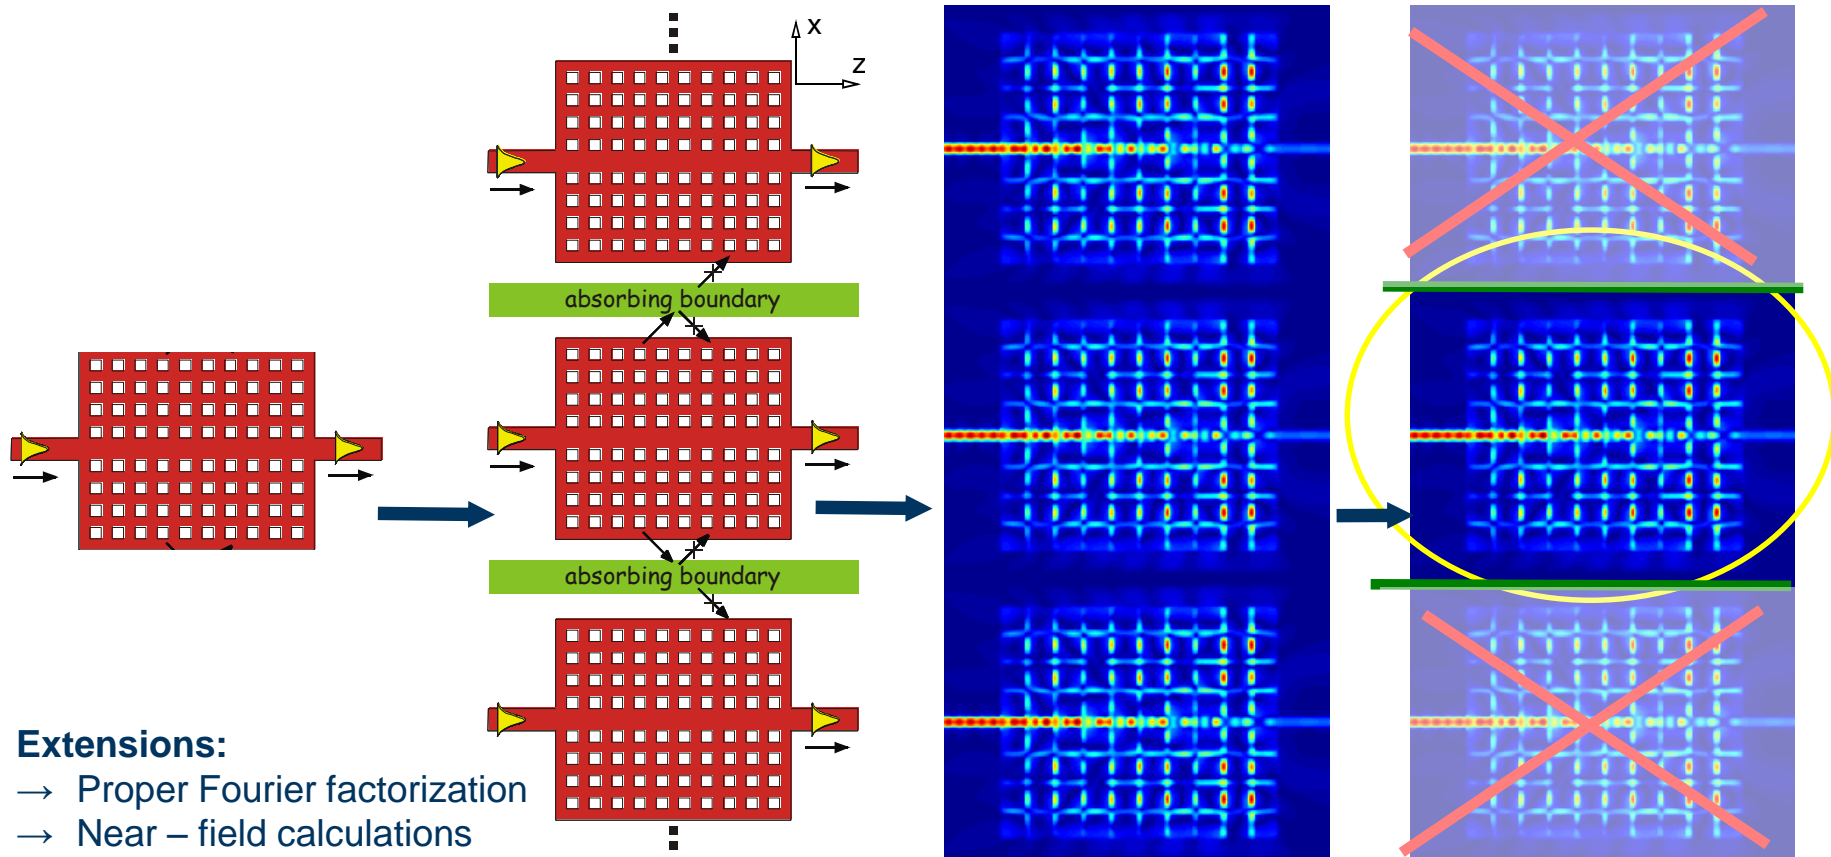 x
z
absorbing boundary
absorbing boundary
Extensions:
→ Proper Fourier factorization
→ Near – field calculations